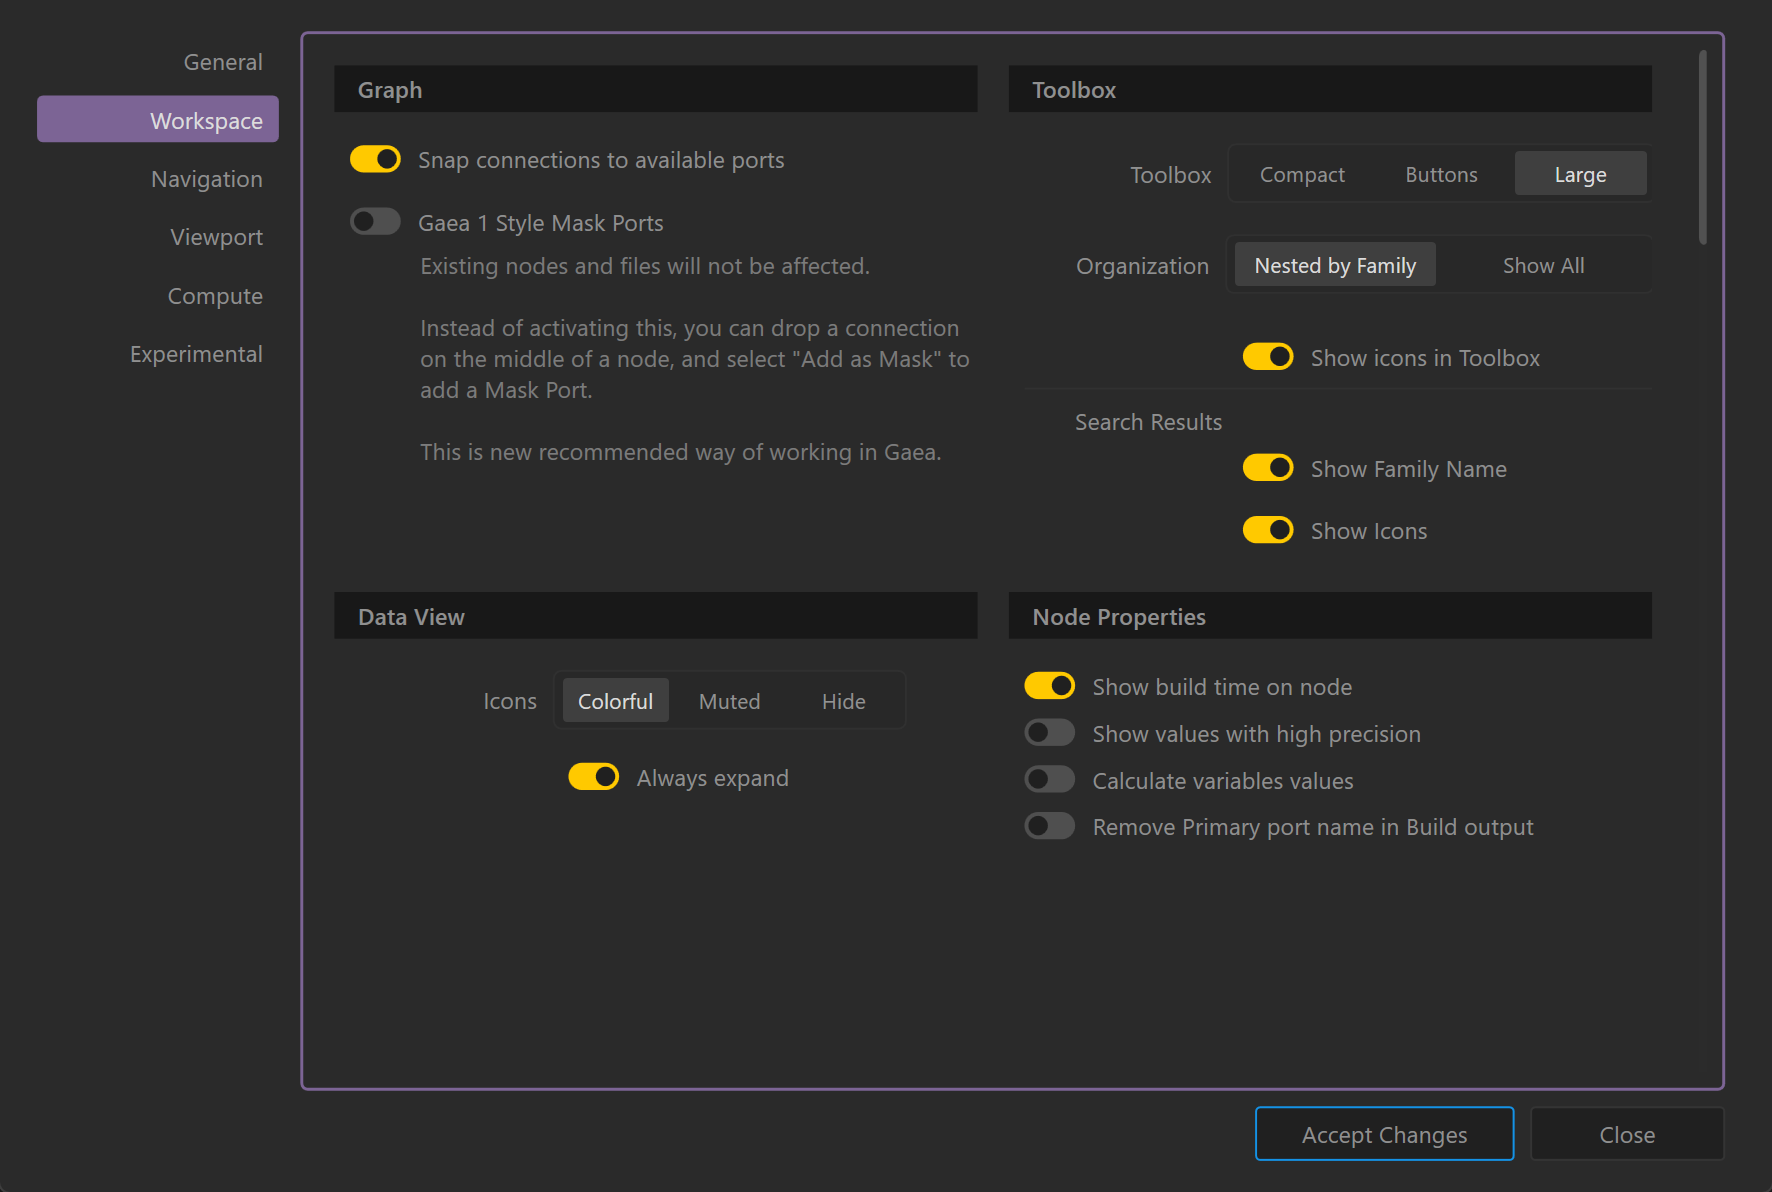 General
Workspace
Navigation
Viewport
Compute
Experimental
Graph
Snap connections to available ports
Gaea 1 Style Mask Ports
Existing nodes and files will not be affected.
Instead of activating this, you can drop a connection
on the middle of a node, and select "Add as Mask" to
add a Mask Port.
This is new recommended way of working in Gaea.
Toolbox
Toolbox Compact Buttons Large
Organization Nested by Family Show All
Show icons in Toolbox
Search Results
Show Family Name
Show Icons
Data View
Icons Colorful Muted Hide
Always expand
Node Properties
Show build time on node
Show values with high precision
Calculate variables values
Remove Primary port name in Build output
Accept Changes Close